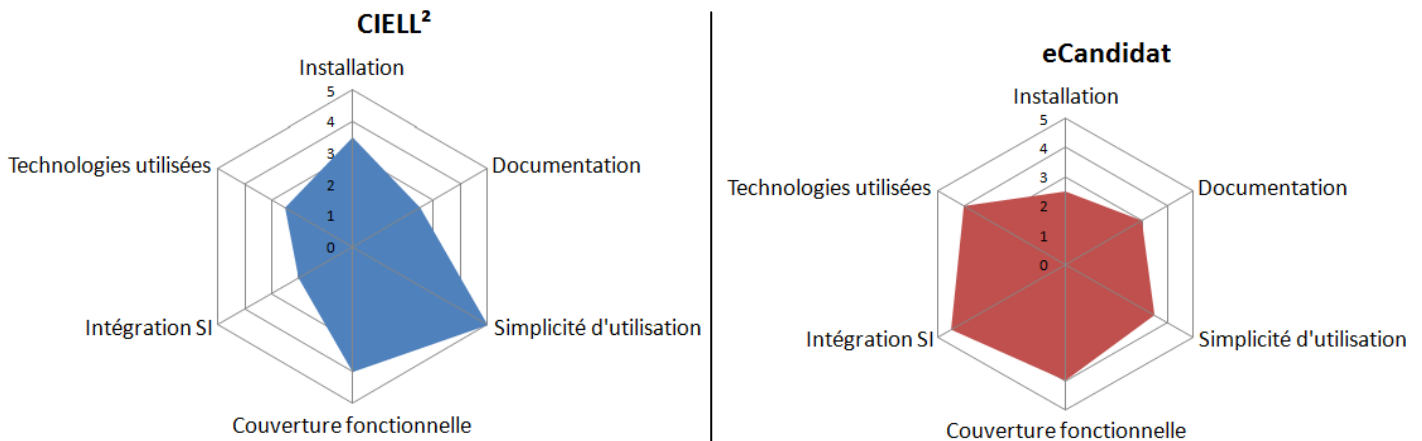 CIELL²
Installation
5
4
3
2
1
0
Technologies utilisées
Documentation
Intégration SI
Simplicité d'utilisation
Couverture fonctionnelle
eCandidat
Installation
5
4
3
2
1
0
Technologies utilisées
Documentation
Intégration SI
Simplicité d'utilisation
Couverture fonctionnelle